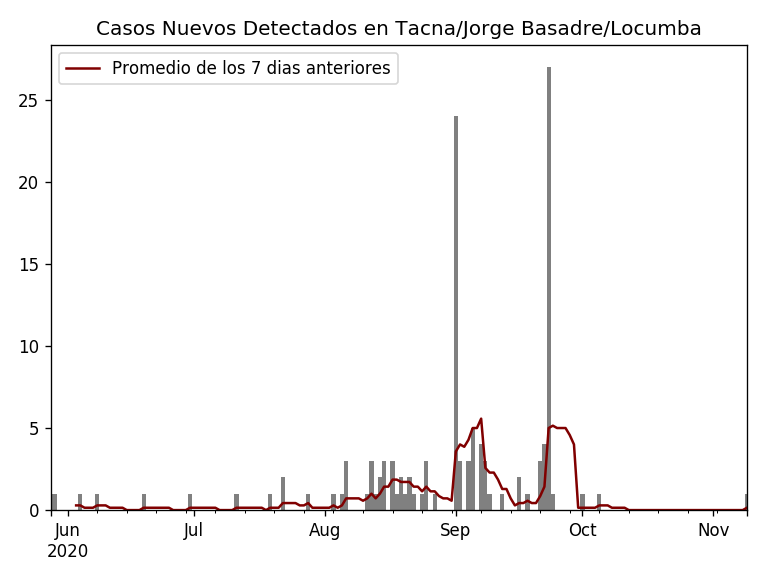 Casos Nuevos Detectados en Tacna/Jorge Basadre/Locumba
Promedio de los 7 dias anteriores
25
20
15
10
5
0
Jun Jul Aug Sep Oct Nov
2020